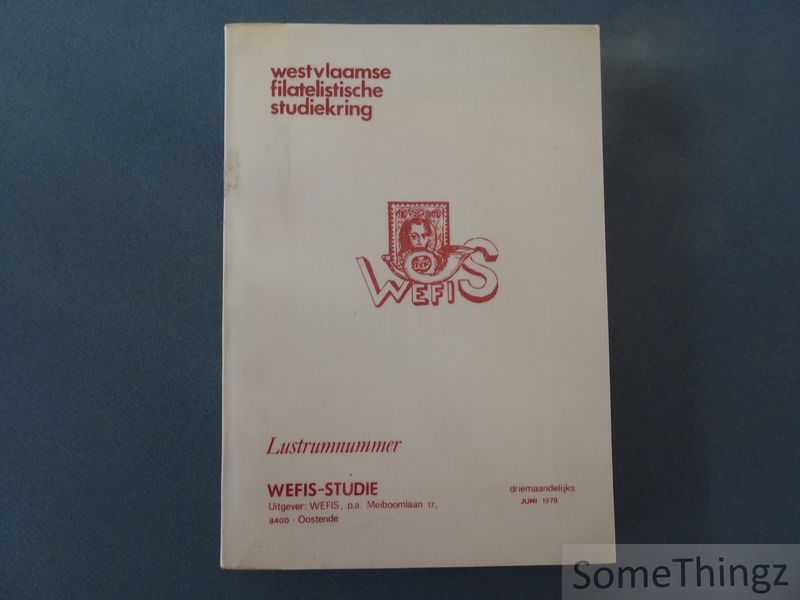 westvlaamse
filatelistische
studiekring
WEFIS
Lustrumnummer
WEFIS-STUDIE
Uitgever: WEFIS, p.a. Meiboomlaan 17,
8400 - Oostende
driemaandelijks
JUNI 1978
SomeThingz